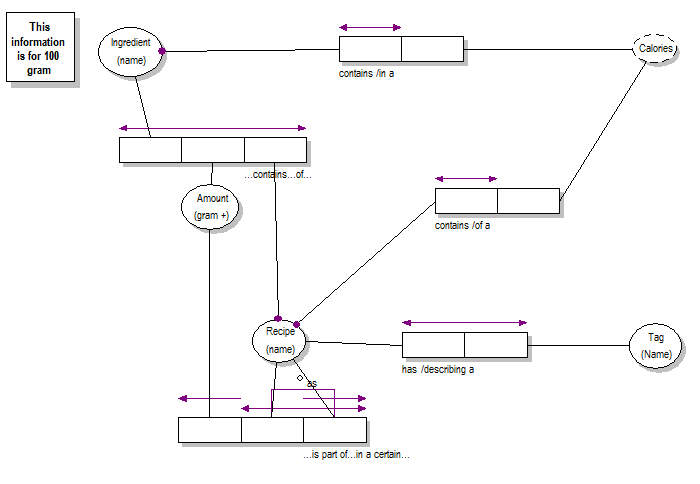 This
information
is for 100
gram
Ingredient
(name)
contains /in a
Calories
...contains...of...
Amount
(gram +)
contains /of a
Recipe
(name)
has /describing a
Tag
(Name)
as
...is part of...in a certain...